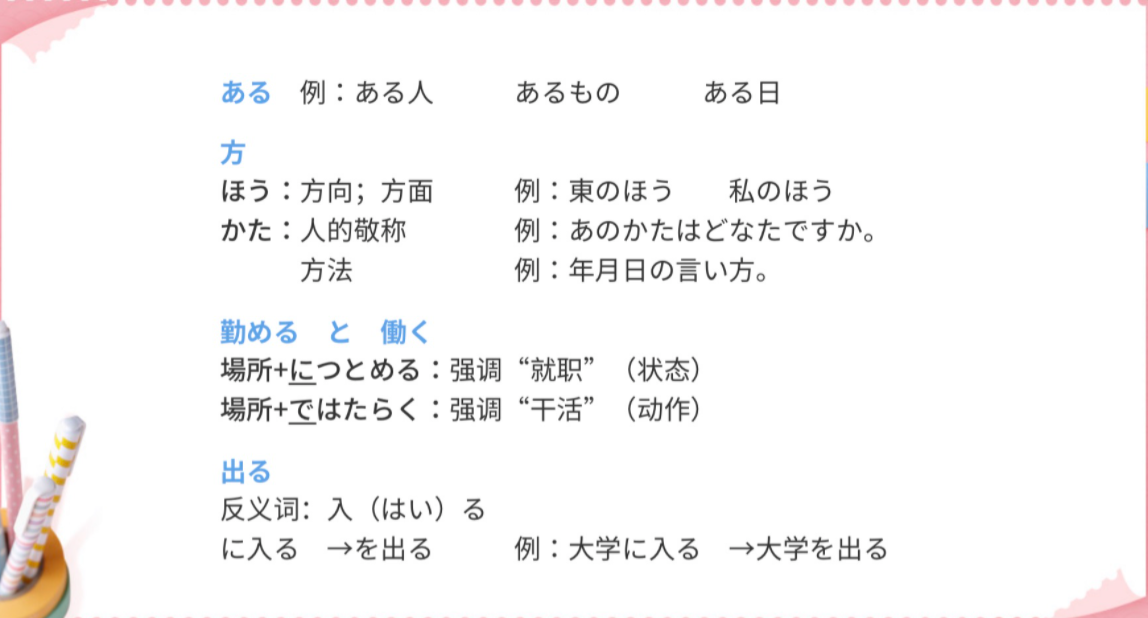 ある　例：ある人　　　あるもの　　　ある日
方
ほう：方向；方面　　　例：東のほう　　私のほう
かた：人的敬称　　　　例：あのかたはどなたですか。
方法　　　　　　例：年月日の言い方。
勤める　と　働く
場所+につとめる：强调“就职”（状态）
場所+ではたらく：强调“干活”（动作）
出る
反义词：入（はい）る
に入る　→を出る　　　例：大学に入る　→大学を出る